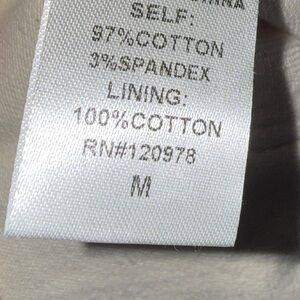 SELF:
97%COTTON
3%SPANDEX
LINING:
100%COTTON
RN#120978
M